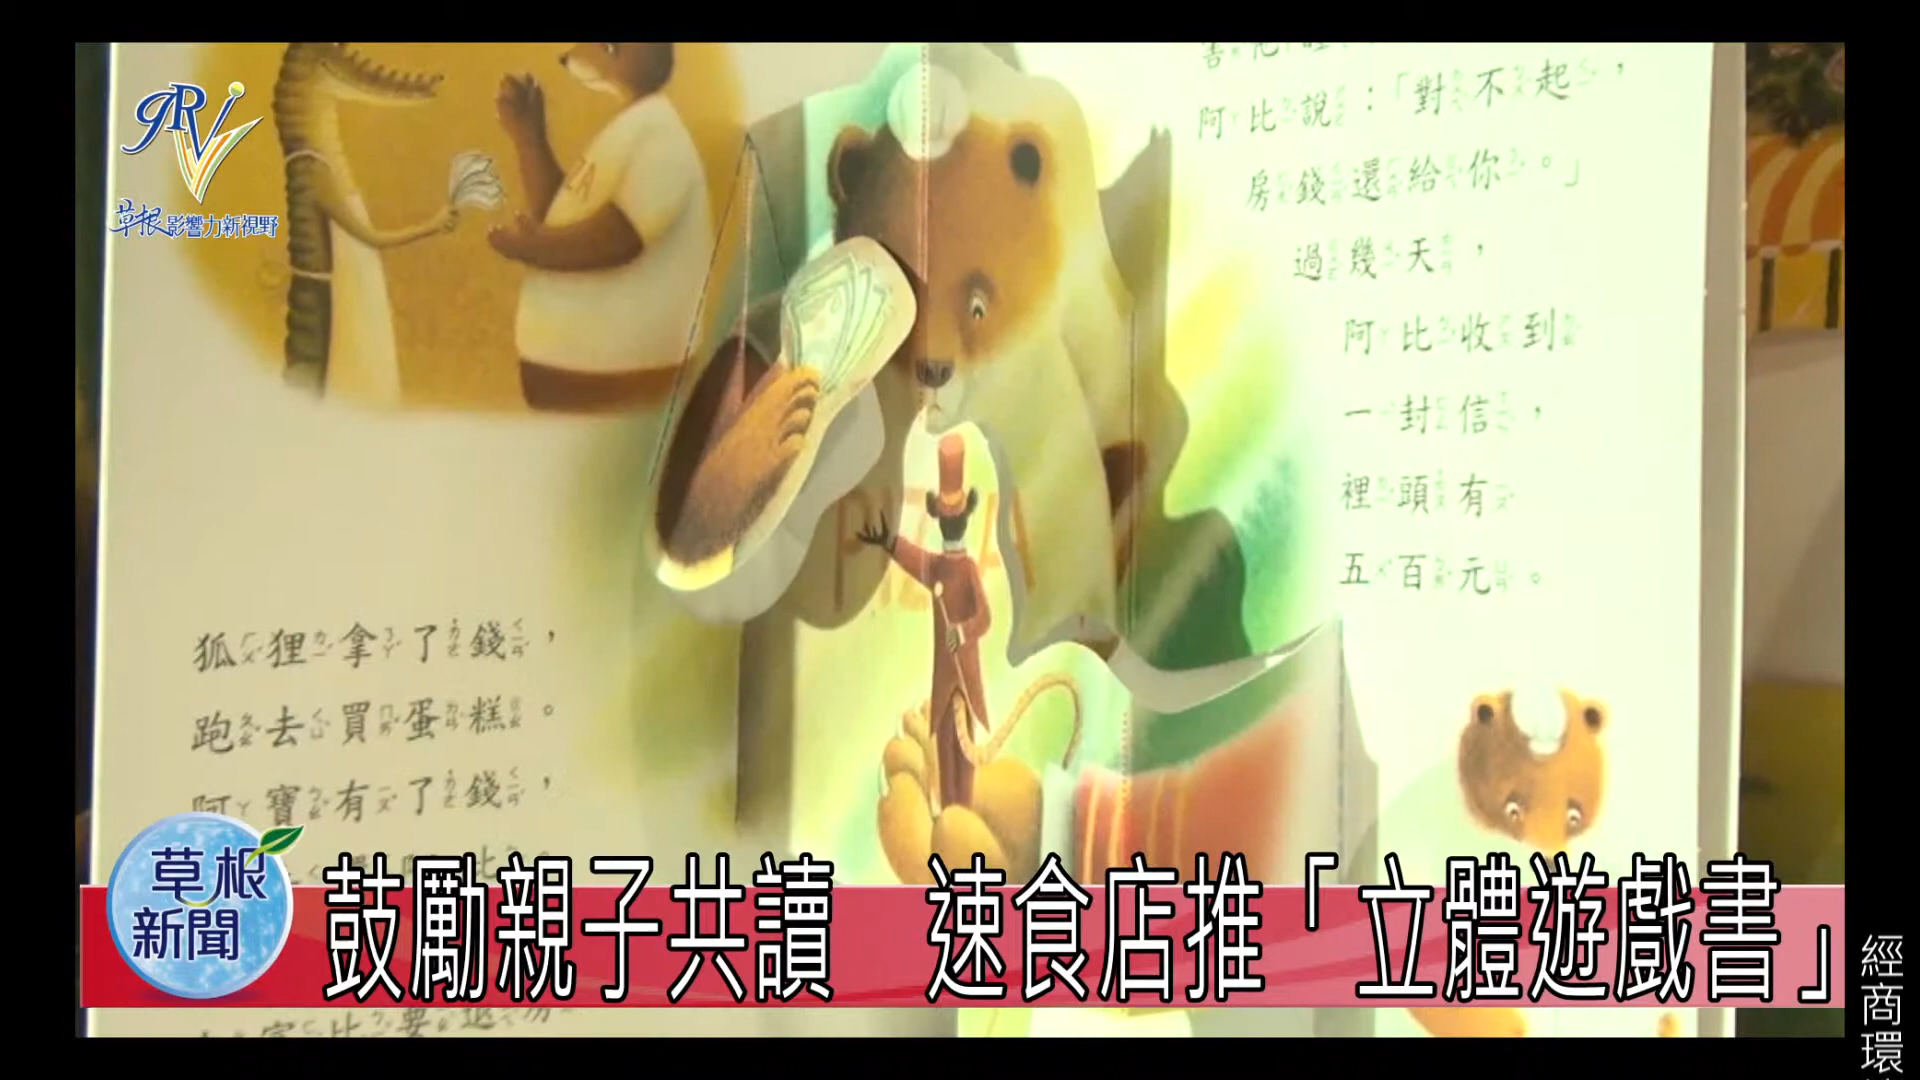 GRV
草根影響力新視野
阿比說：「對不起，
房錢還給你。」
過幾天，
阿比收到
一封信，
裡頭有
五百元。
PIZZA
狐狸拿了錢，
跑去買蛋糕。
阿寶有了錢，
草根
新聞
鼓勵親子共讀 速食店推「立體遊戲書」
經商環